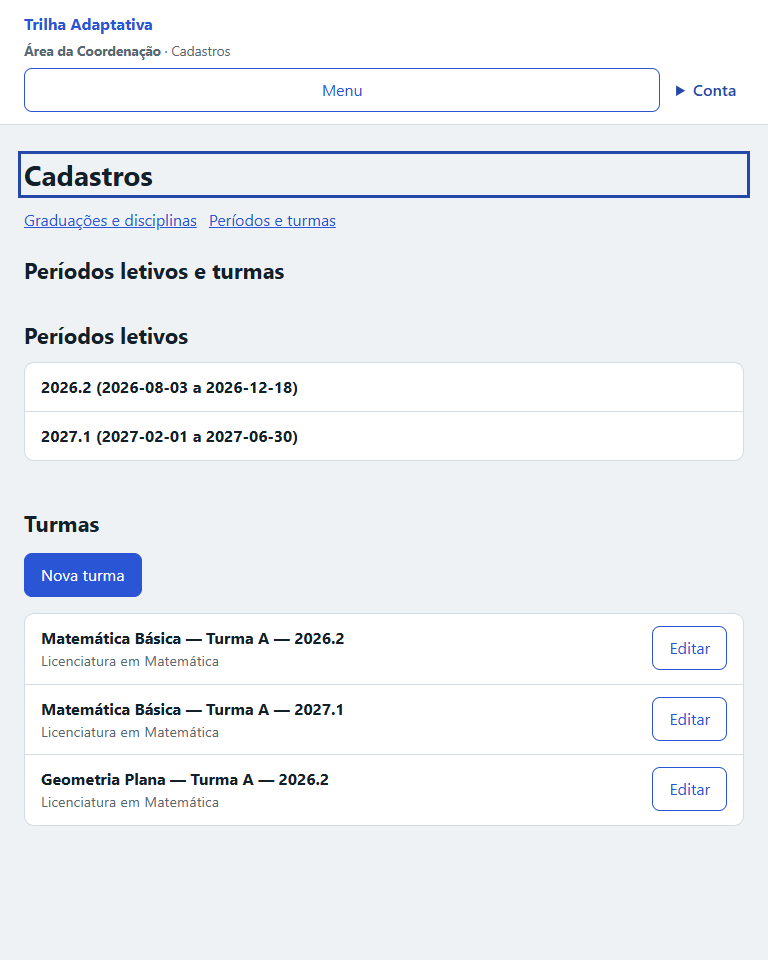 Trilha Adaptativa
Área da Coordenação · Cadastros
Menu
▶ Conta
Cadastros
Graduações e disciplinas Períodos e turmas
Períodos letivos e turmas
Períodos letivos
2026.2 (2026-08-03 a 2026-12-18)
2027.1 (2027-02-01 a 2027-06-30)
Turmas
Nova turma
Matemática Básica — Turma A — 2026.2
Licenciatura em Matemática
Editar
Matemática Básica — Turma A — 2027.1
Licenciatura em Matemática
Editar
Geometria Plana — Turma A — 2026.2
Licenciatura em Matemática
Editar